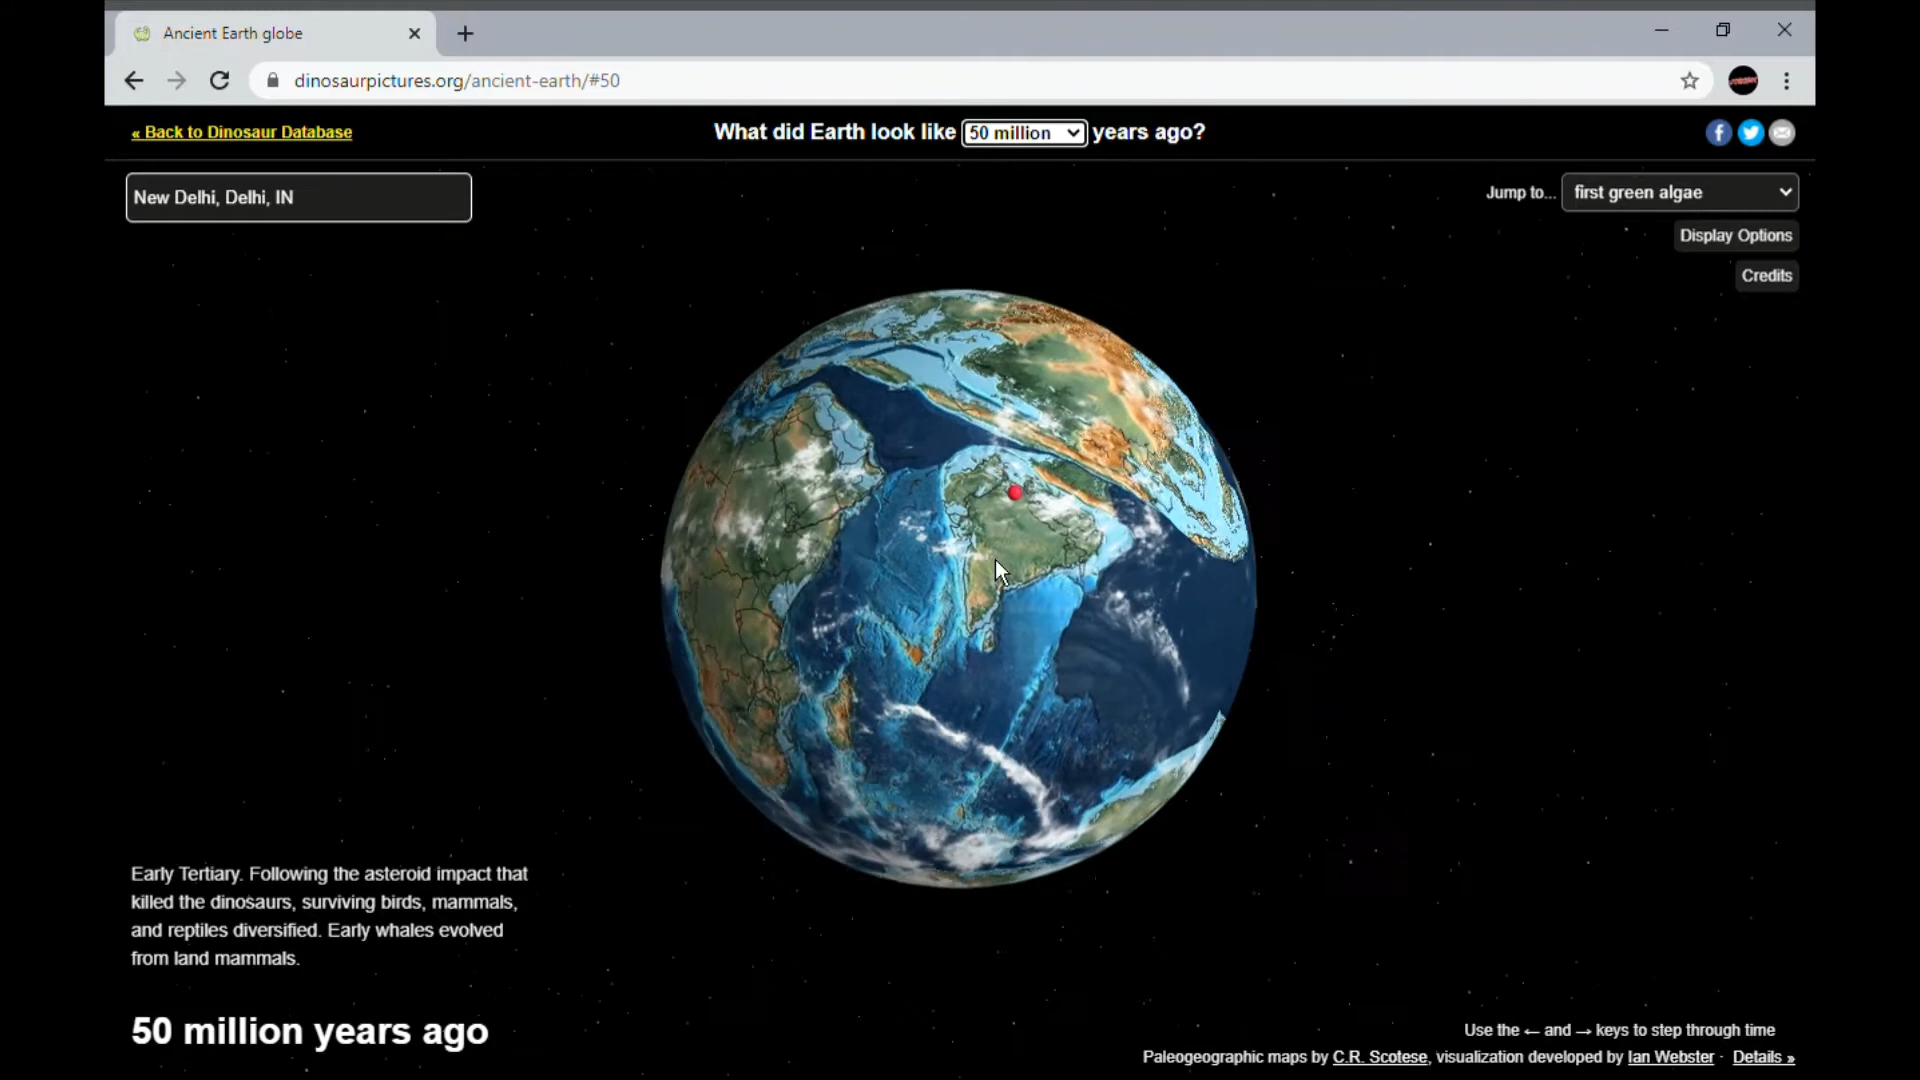 Ancient Earth globe
dinosaurpictures.org/ancient-earth/#50
« Back to Dinosaur Database
What did Earth look like 50 million years ago?
New Delhi, Delhi, IN
Jump to... first green algae
Display Options
Credits
Early Tertiary. Following the asteroid impact that
killed the dinosaurs, surviving birds, mammals,
and reptiles diversified. Early whales evolved
from land mammals.
50 million years ago
Use the ← and → keys to step through time
Paleogeographic maps by C.R. Scotese, visualization developed by Ian Webster · Details »